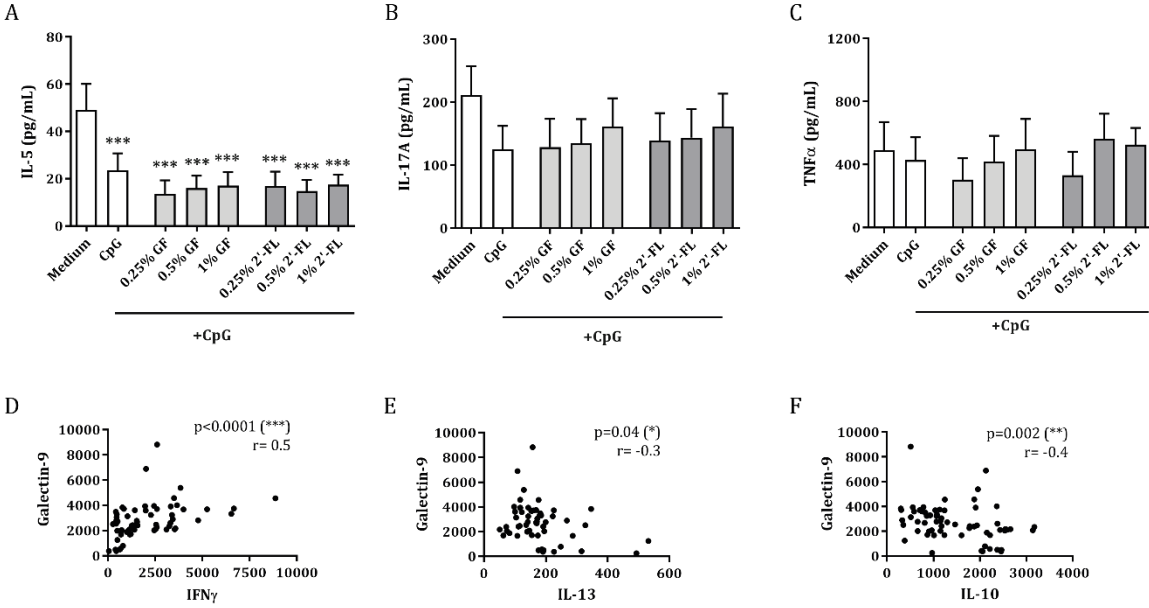 A
B
C
IL-5 (pg/mL)
80
60
40
20
0
***
***
***
***
***
***
***
Medium
CpG
0.25% GF
0.5% GF
1% GF
0.25% 2'-FL
0.5% 2'-FL
1% 2'-FL
+CpG
IL-17A (pg/mL)
300
200
100
0
Medium
CpG
0.25% GF
0.5% GF
1% GF
0.25% 2'-FL
0.5% 2'-FL
1% 2'-FL
+CpG
TNFα (pg/mL)
1200
800
400
0
Medium
CpG
0.25% GF
0.5% GF
1% GF
0.25% 2'-FL
0.5% 2'-FL
1% 2'-FL
+CpG
D
E
F
p<0.0001 (***)
r= 0.5
Galectin-9
10000
8000
6000
4000
2000
0
0 2500 5000 7500 10000
IFNγ
p=0.04 (*)
r= -0.3
Galectin-9
10000
8000
6000
4000
2000
0
0 200 400 600
IL-13
p=0.002 (**)
r= -0.4
Galectin-9
10000
8000
6000
4000
2000
0
0 1000 2000 3000 4000
IL-10